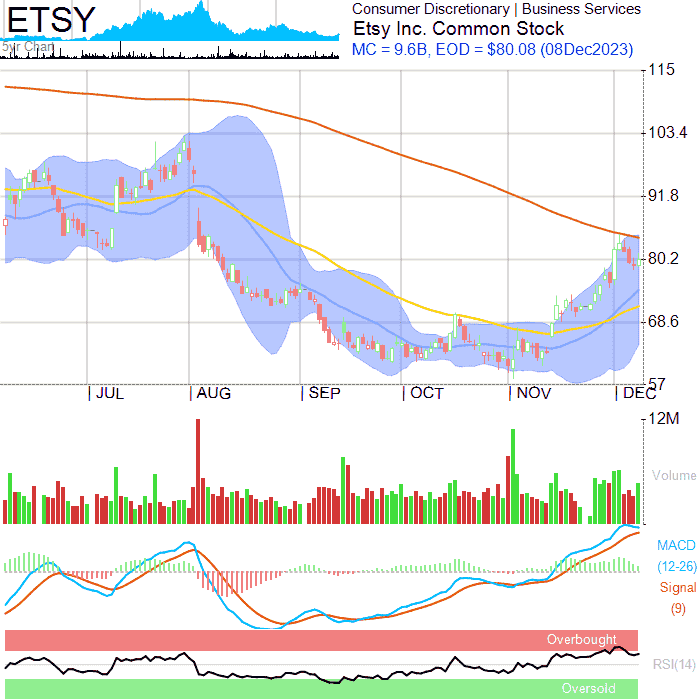 ETSY
5yr Chart
Consumer Discretionary | Business Services
Etsy Inc. Common Stock
MC = 9.6B, EOD = $80.08 (08Dec2023)
115
103.4
91.8
80.2
68.6
57
JUL AUG SEP OCT NOV DEC
12M
Volume
MACD
(12-26)
Signal
(9)
Overbought
RSI(14)
Oversold